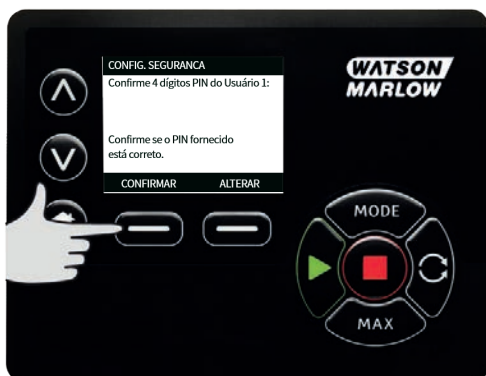 CONFIG. SEGURANCA
Confirme 4 dígitos PIN do Usuário 1:
Confirme se o PIN fornecido
está correto.
CONFIRMAR ALTERAR
WATSON
MARLOW
MODE
MAX